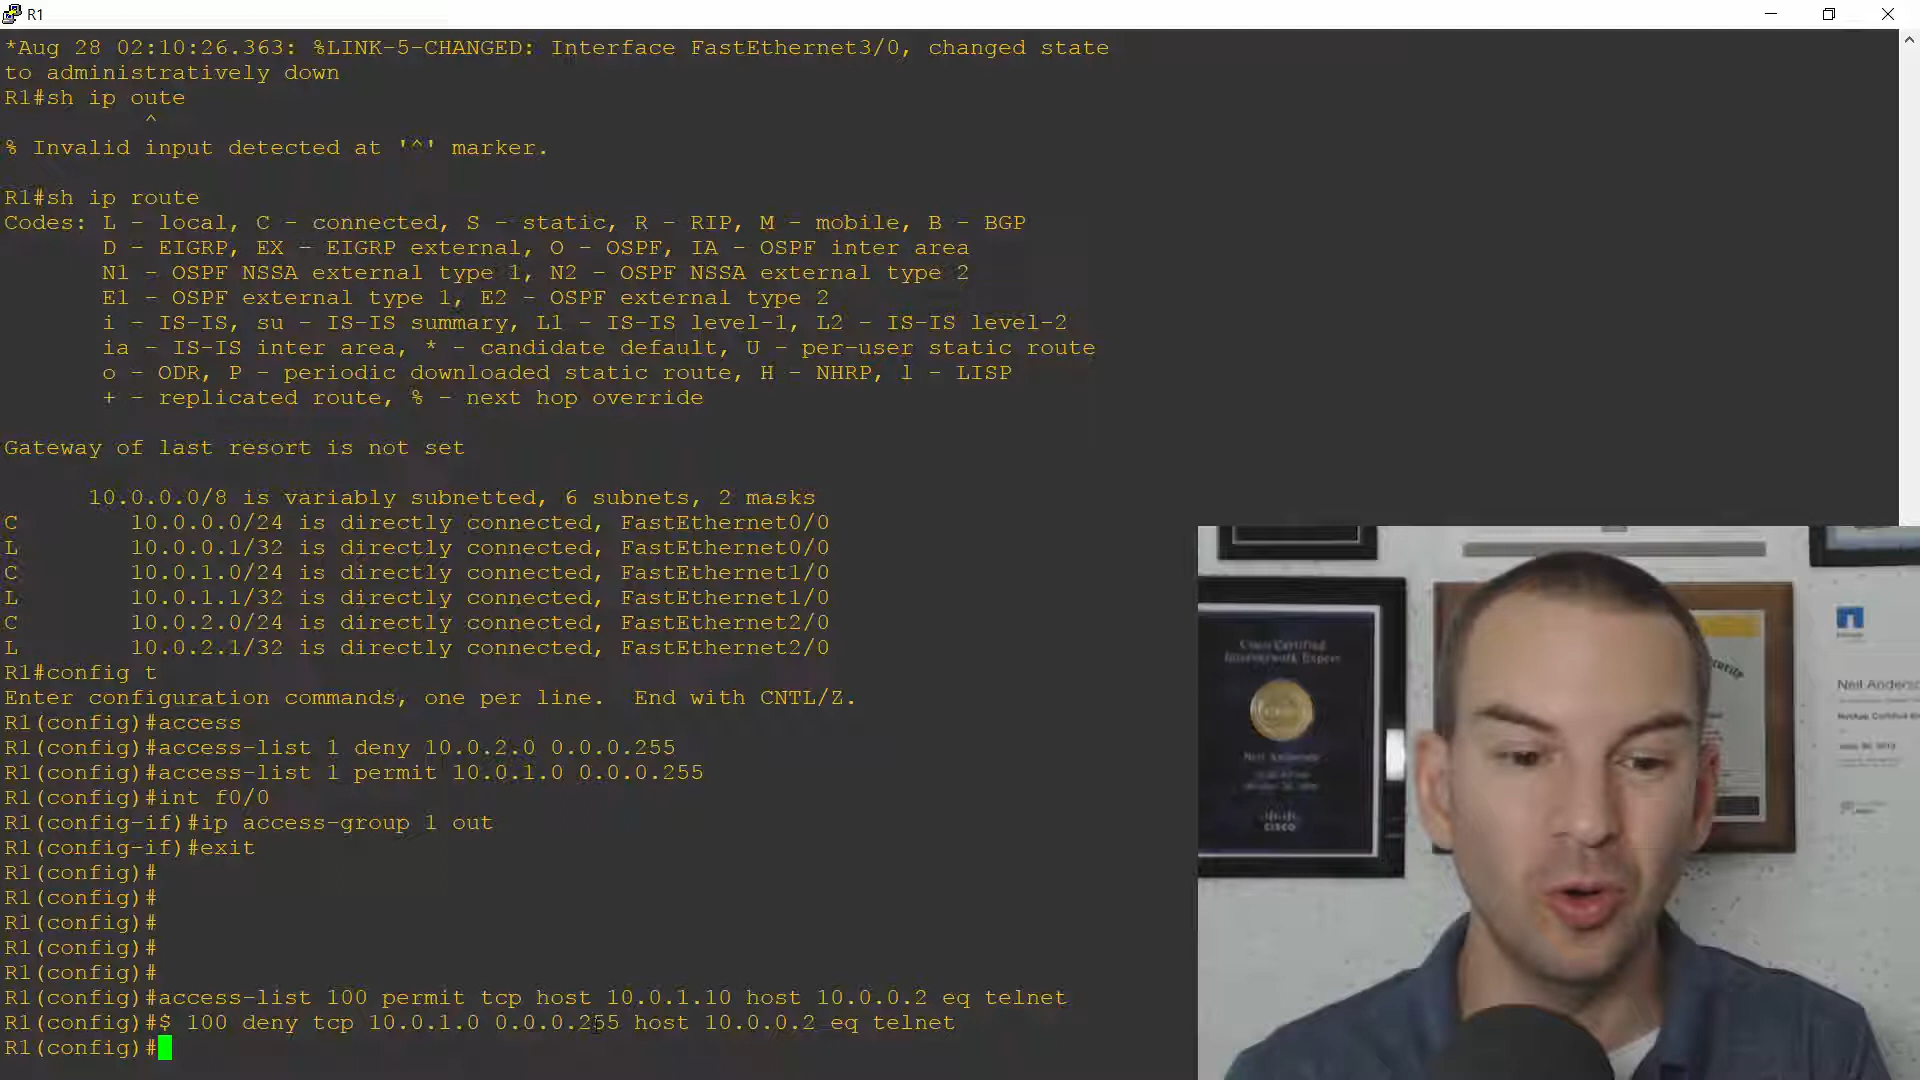 R1
*Aug 28 02:10:26.363: %LINK-5-CHANGED: Interface FastEthernet3/0, changed state
to administratively down
R1#sh ip oute
^
% Invalid input detected at '^' marker.
R1#sh ip route
Codes: L - local, C - connected, S - static, R - RIP, M - mobile, B - BGP
D - EIGRP, EX - EIGRP external, O - OSPF, IA - OSPF inter area
N1 - OSPF NSSA external type 1, N2 - OSPF NSSA external type 2
E1 - OSPF external type 1, E2 - OSPF external type 2
i - IS-IS, su - IS-IS summary, L1 - IS-IS level-1, L2 - IS-IS level-2
ia - IS-IS inter area, * - candidate default, U - per-user static route
o - ODR, P - periodic downloaded static route, H - NHRP, l - LISP
+ - replicated route, % - next hop override
Gateway of last resort is not set
10.0.0.0/8 is variably subnetted, 6 subnets, 2 masks
C 10.0.0.0/24 is directly connected, FastEthernet0/0
L 10.0.0.1/32 is directly connected, FastEthernet0/0
C 10.0.1.0/24 is directly connected, FastEthernet1/0
L 10.0.1.1/32 is directly connected, FastEthernet1/0
C 10.0.2.0/24 is directly connected, FastEthernet2/0
L 10.0.2.1/32 is directly connected, FastEthernet2/0
R1#config t
Enter configuration commands, one per line. End with CNTL/Z.
R1(config)#access
R1(config)#access-list 1 deny 10.0.2.0 0.0.0.255
R1(config)#access-list 1 permit 10.0.1.0 0.0.0.255
R1(config)#int f0/0
R1(config-if)#ip access-group 1 out
R1(config-if)#exit
R1(config)#
R1(config)#
R1(config)#
R1(config)#
R1(config)#
R1(config)#access-list 100 permit tcp host 10.0.1.10 host 10.0.0.2 eq telnet
R1(config)#$ 100 deny tcp 10.0.1.0 0.0.0.255 host 10.0.0.2 eq telnet
R1(config)#
Cisco Certified
Internetwork Expert
Neil Anderson
CISCO
Neil Anderso